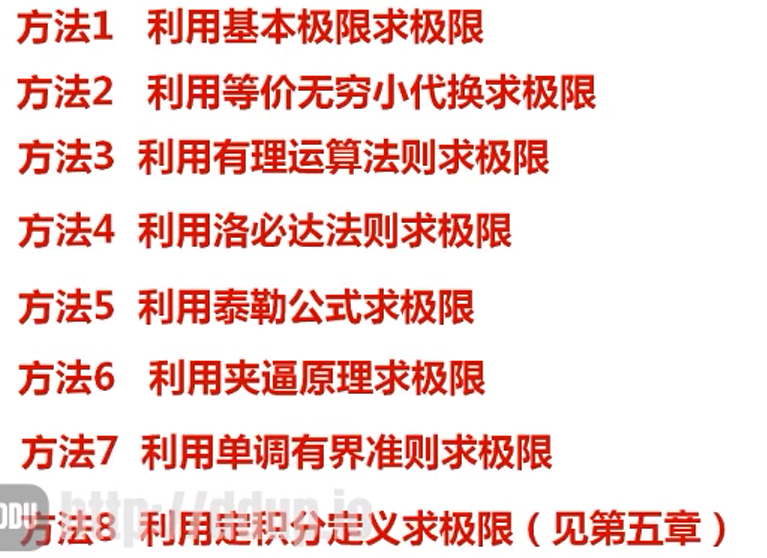 方法1 利用基本极限求极限
方法2 利用等价无穷小代换求极限
方法3 利用有理运算法则求极限
方法4 利用洛必达法则求极限
方法5 利用泰勒公式求极限
方法6 利用夹逼原理求极限
方法7 利用单调有界准则求极限
http://ddup.io
DDU
方法8 利用定积分定义求极限（见第五章）